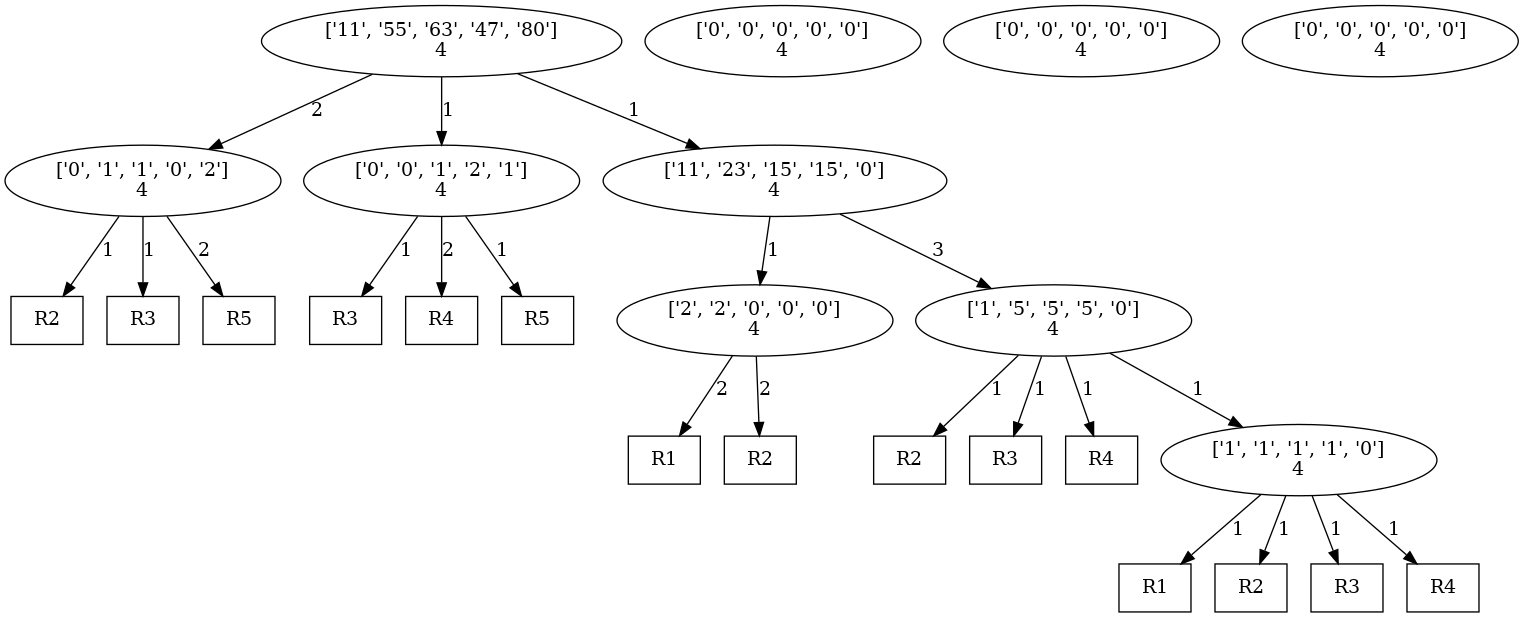 ['11', '55', '63', '47', '80']
4
['0', '0', '0', '0', '0']
4
['0', '0', '0', '0', '0']
4
['0', '0', '0', '0', '0']
4
2
1
1
['0', '1', '1', '0', '2']
4
['0', '0', '1', '2', '1']
4
['11', '23', '15', '15', '0']
4
1
1
2
1
2
1
1
3
R2
R3
R5
R3
R4
R5
['2', '2', '0', '0', '0']
4
['1', '5', '5', '5', '0']
4
2
2
1
1
1
1
R1
R2
R2
R3
R4
['1', '1', '1', '1', '0']
4
1
1
1
1
R1
R2
R3
R4